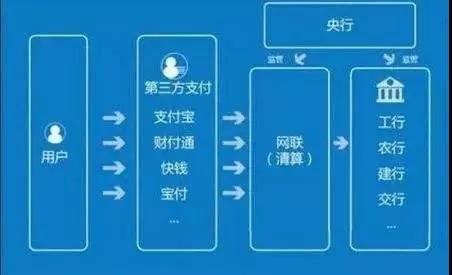 央行
监管
监管
用户
第三方支付
支付宝
财付通
快钱
宝付
...
网联
(清算)
工行
农行
建行
交行
...